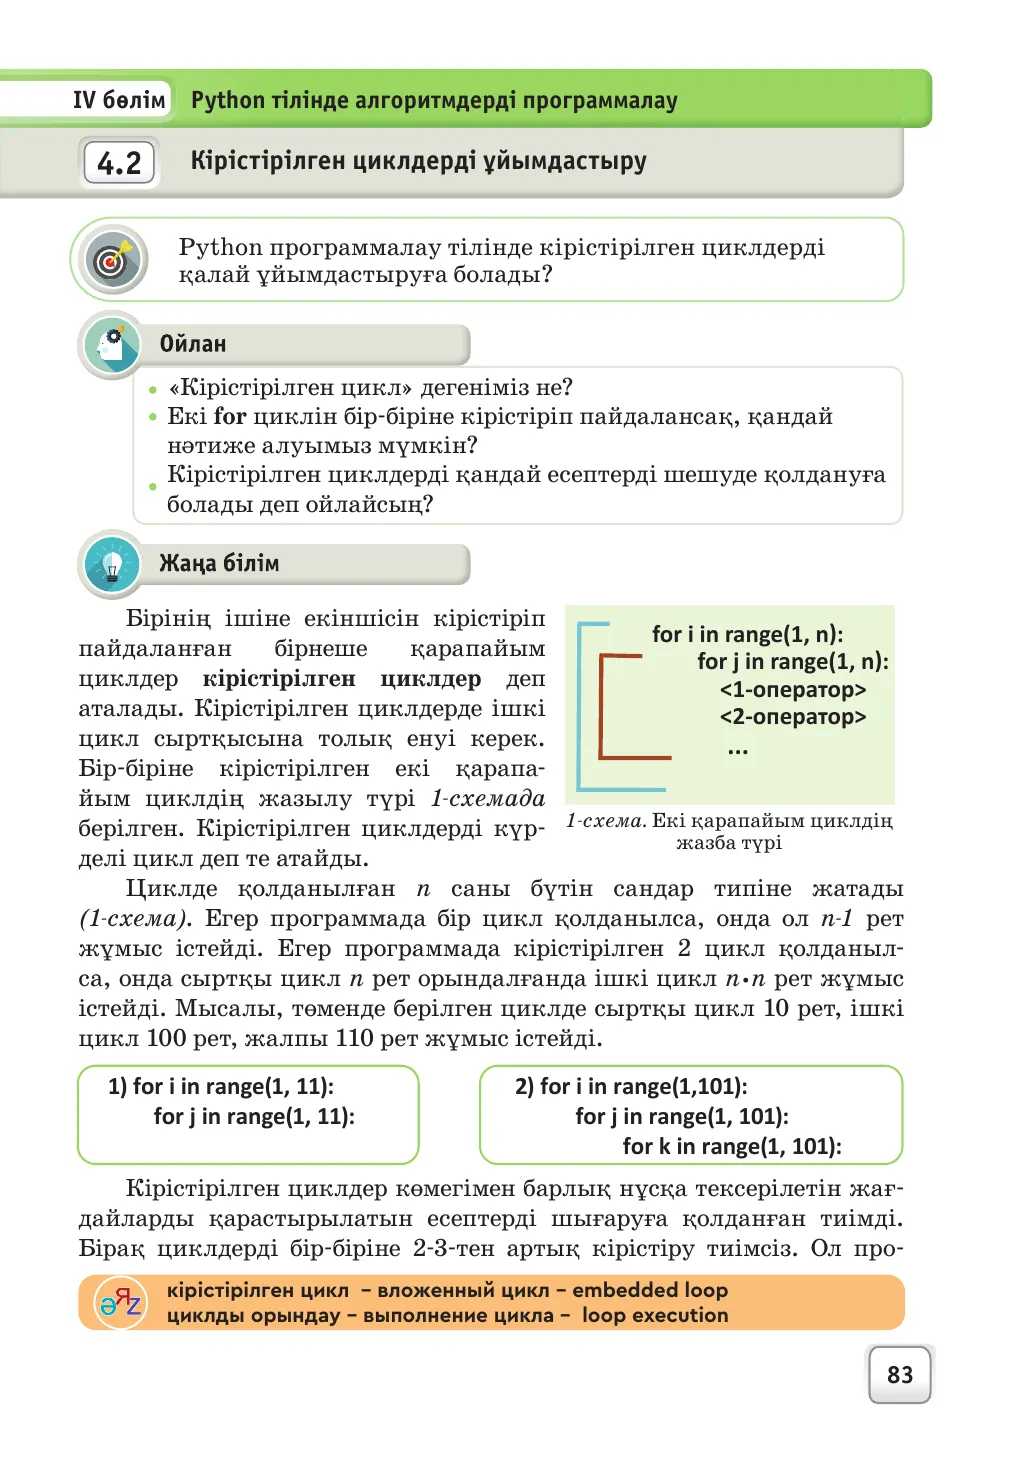 IV бөлім Python тілінде алгоритмдерді программалау
4.2 Кірістірілген циклдерді ұйымдастыру
Python программалау тілінде кірістірілген циклдерді
қалай ұйымдастыруға болады?
Ойлан
• «Кірістірілген цикл» дегеніміз не?
• Екі for циклін бір-біріне кірістіріп пайдалансақ, қандай
нәтиже алуымыз мүмкін?
• Кірістірілген циклдерді қандай есептерді шешуде қолдануға
болады деп ойлайсың?
Жаңа білім
Бірінің ішіне екіншісін кірістіріп
пайдаланған бірнеше қарапайым
циклдер кірістірілген циклдер деп
аталады. Кірістірілген циклдерде ішкі
цикл сыртқысына толық енуі керек.
Бір-біріне кірістірілген екі қарапа-
йым циклдің жазылу түрі 1-схемада
берілген. Кірістірілген циклдерді күр-
делі цикл деп те атайды.
for i in range(1, n):
for j in range(1, n):
<1-оператор>
<2-оператор>
...
1-схема. Екі қарапайым циклдің
жазба түрі
Циклде қолданылған n саны бүтін сандар типіне жатады
(1-схема). Егер программада бір цикл қолданылса, онда ол n-1 рет
жұмыс істейді. Егер программада кірістірілген 2 цикл қолданыл-
са, онда сыртқы цикл n рет орындалғанда ішкі цикл n•n рет жұмыс
істейді. Мысалы, төменде берілген циклде сыртқы цикл 10 рет, ішкі
цикл 100 рет, жалпы 110 рет жұмыс істейді.
1) for i in range(1, 11):
for j in range(1, 11):
2) for i in range(1,101):
for j in range(1, 101):
for k in range(1, 101):
Кірістірілген циклдер көмегімен барлық нұсқа тексерілетін жағ-
дайларды қарастырылатын есептерді шығаруға қолданған тиімді.
Бірақ циклдерді бір-біріне 2-3-тен артық кірістіру тиімсіз. Ол про-
әЯZ
кірістірілген цикл – вложенный цикл – embedded loop
циклды орындау – выполнение цикла – loop execution
83